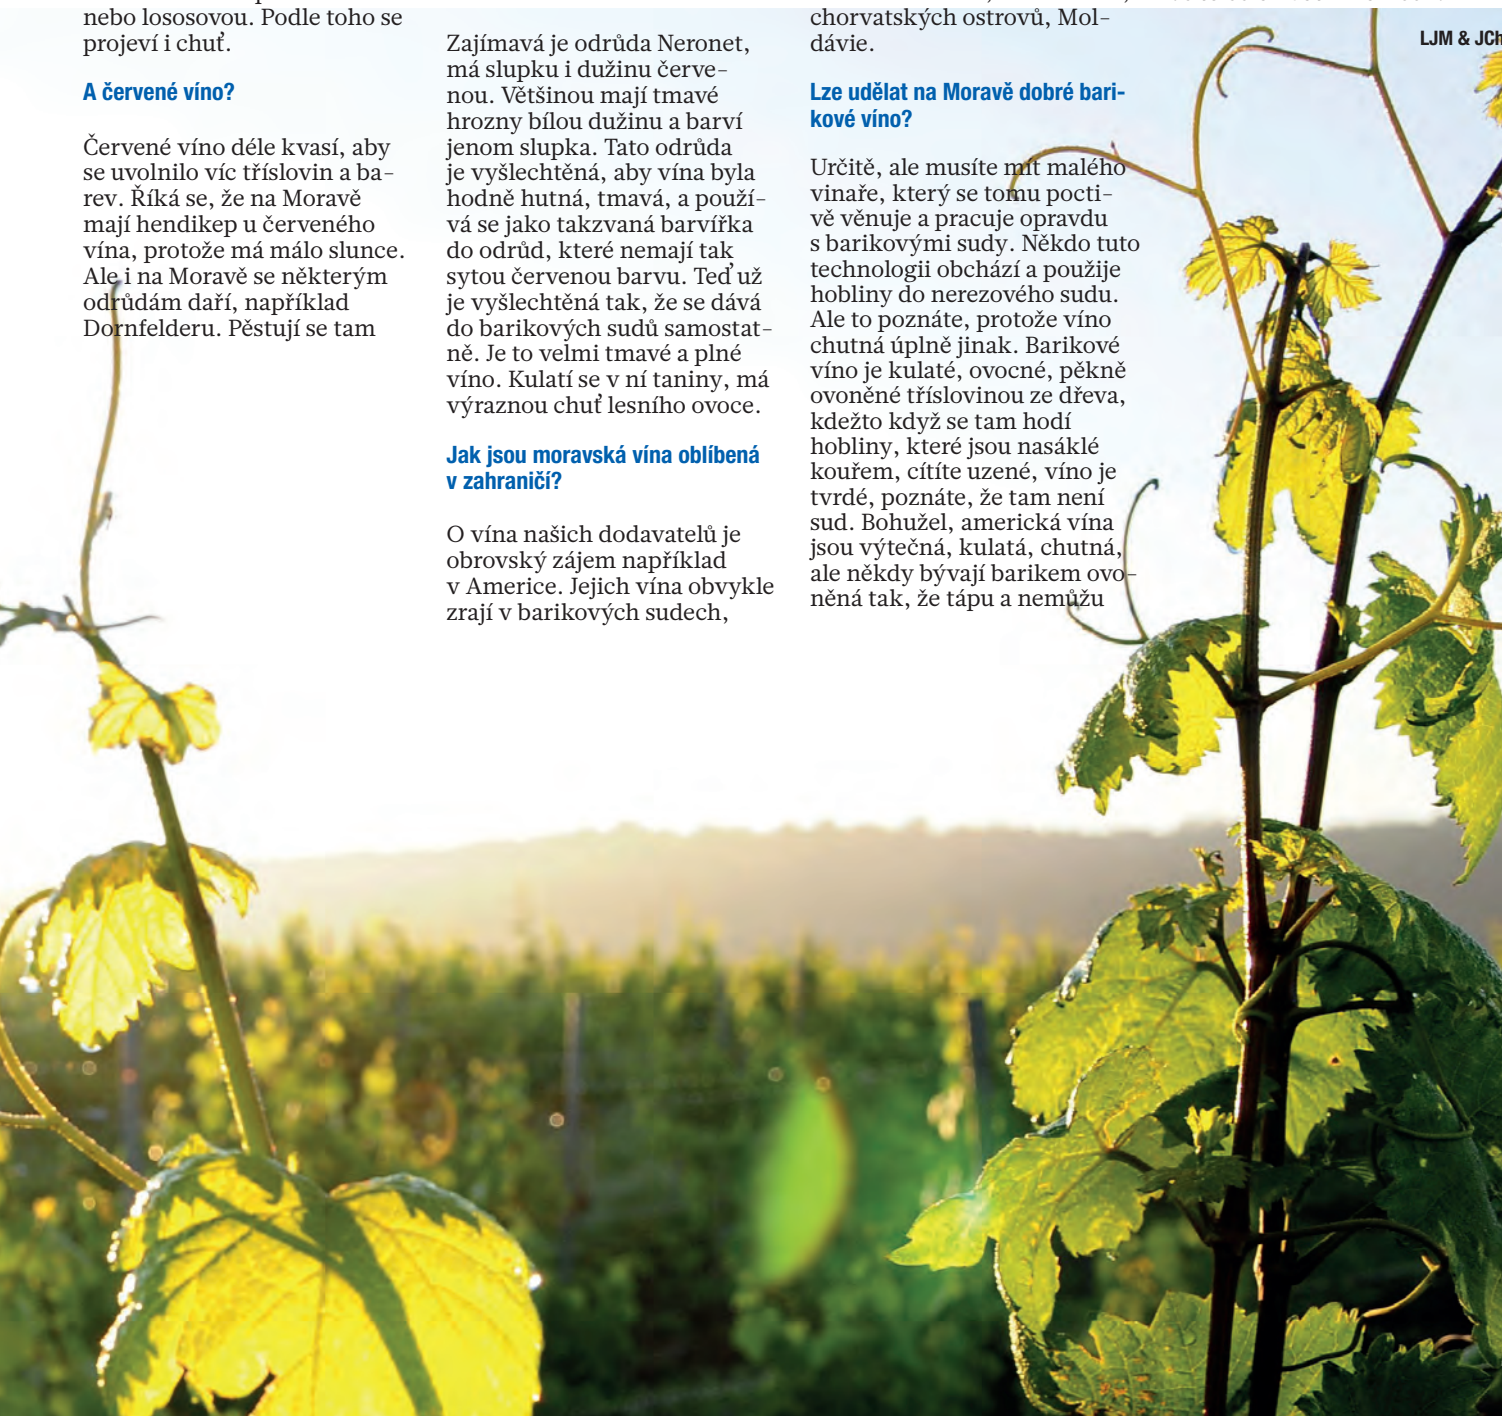 nebo lososovou. Podle toho se
projeví i chuť.
A červené víno?
Červené víno déle kvasí, aby
se uvolnilo víc tříslovin a ba-
rev. Říká se, že na Moravě
mají hendikep u červeného
vína, protože má málo slunce.
Ale i na Moravě se některým
odrůdám daří, například
Dornfelderu. Pěstují se tam
Zajímavá je odrůda Neronet,
má slupku i dužinu červe-
nou. Většinou mají tmavé
hrozny bílou dužinu a barví
jenom slupka. Tato odrůda
je vyšlechtěná, aby vína byla
hodně hutná, tmavá, a použí-
vá se jako takzvaná barvířka
do odrůd, které nemají tak
sytou červenou barvu. Teď už
je vyšlechtěná tak, že se dává
do barikových sudů samostat-
ně. Je to velmi tmavé a plné
víno. Kulatí se v ní taniny, má
výraznou chuť lesního ovoce.
Jak jsou moravská vína oblíbená
v zahraničí?
O vína našich dodavatelů je
obrovský zájem například
v Americe. Jejich vína obvykle
zrají v barikových sudech,
chorvatských ostrovů, Mol-
dávie.
Lze udělat na Moravě dobré bari-
kové víno?
Určitě, ale musíte mít malého
vinaře, který se tomu pocti-
vě věnuje a pracuje opravdu
s barikovými sudy. Někdo tuto
technologii obchází a použije
hobliny do nerezového sudu.
Ale to poznáte, protože víno
chutná úplně jinak. Barikové
víno je kulaté, ovocné, pěkně
ovoněné tříslovinou ze dřeva,
kdežto když se tam hodí
hobliny, které jsou nasáklé
kouřem, cítíte uzené, víno je
tvrdé, poznáte, že tam není
sud. Bohužel, americká vína
jsou výtečná, kulatá, chutná,
ale někdy bývají barikem ovo-
něná tak, že tápu a nemůžu
LJM & JCh